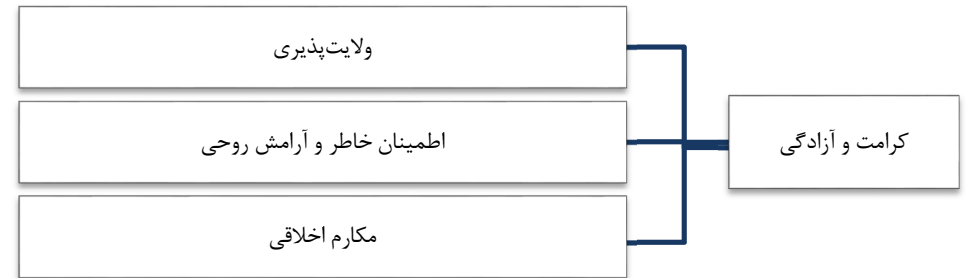 کرامت و آزادگی
ولایت‌پذیری
اطمینان خاطر و آرامش روحی
مکارم اخلاقی